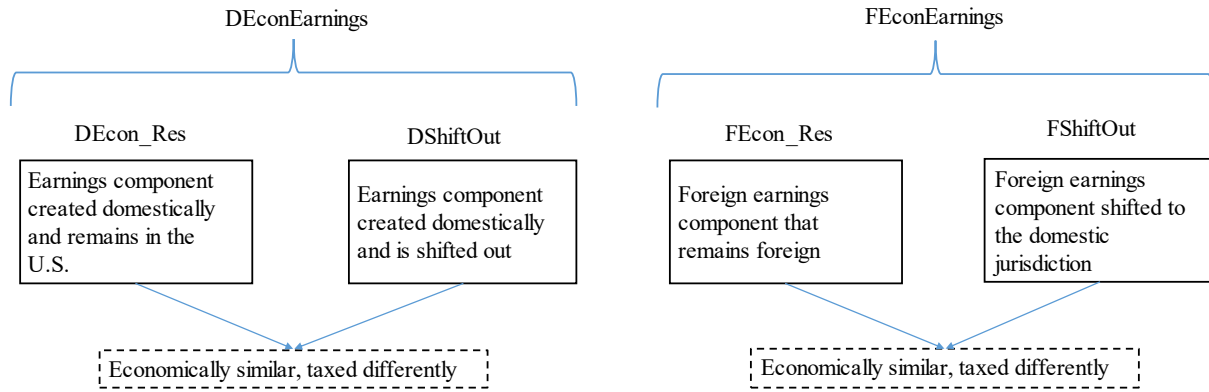 DEconEarnings
DEcon_Res
DShiftOut
Earnings component
created domestically
and remains in the
U.S.
Earnings component
created domestically
and is shifted out
Economically similar, taxed differently
FEconEarnings
FEcon_Res
FShiftOut
Foreign earnings
component that
remains foreign
Foreign earnings
component shifted to
the domestic
jurisdiction
Economically similar, taxed differently